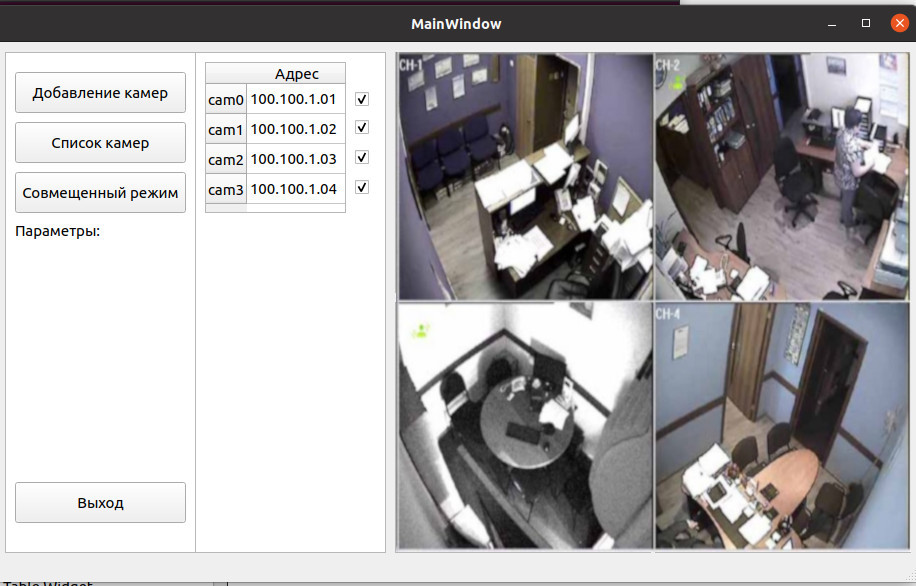 MainWindow
Добавление камер
Список камер
Совмещенный режим
Параметры:
Выход
Адрес
cam0 100.100.1.01
cam1 100.100.1.02
cam2 100.100.1.03
cam3 100.100.1.04
CH-1
CH-2
CH-4
Table Widget